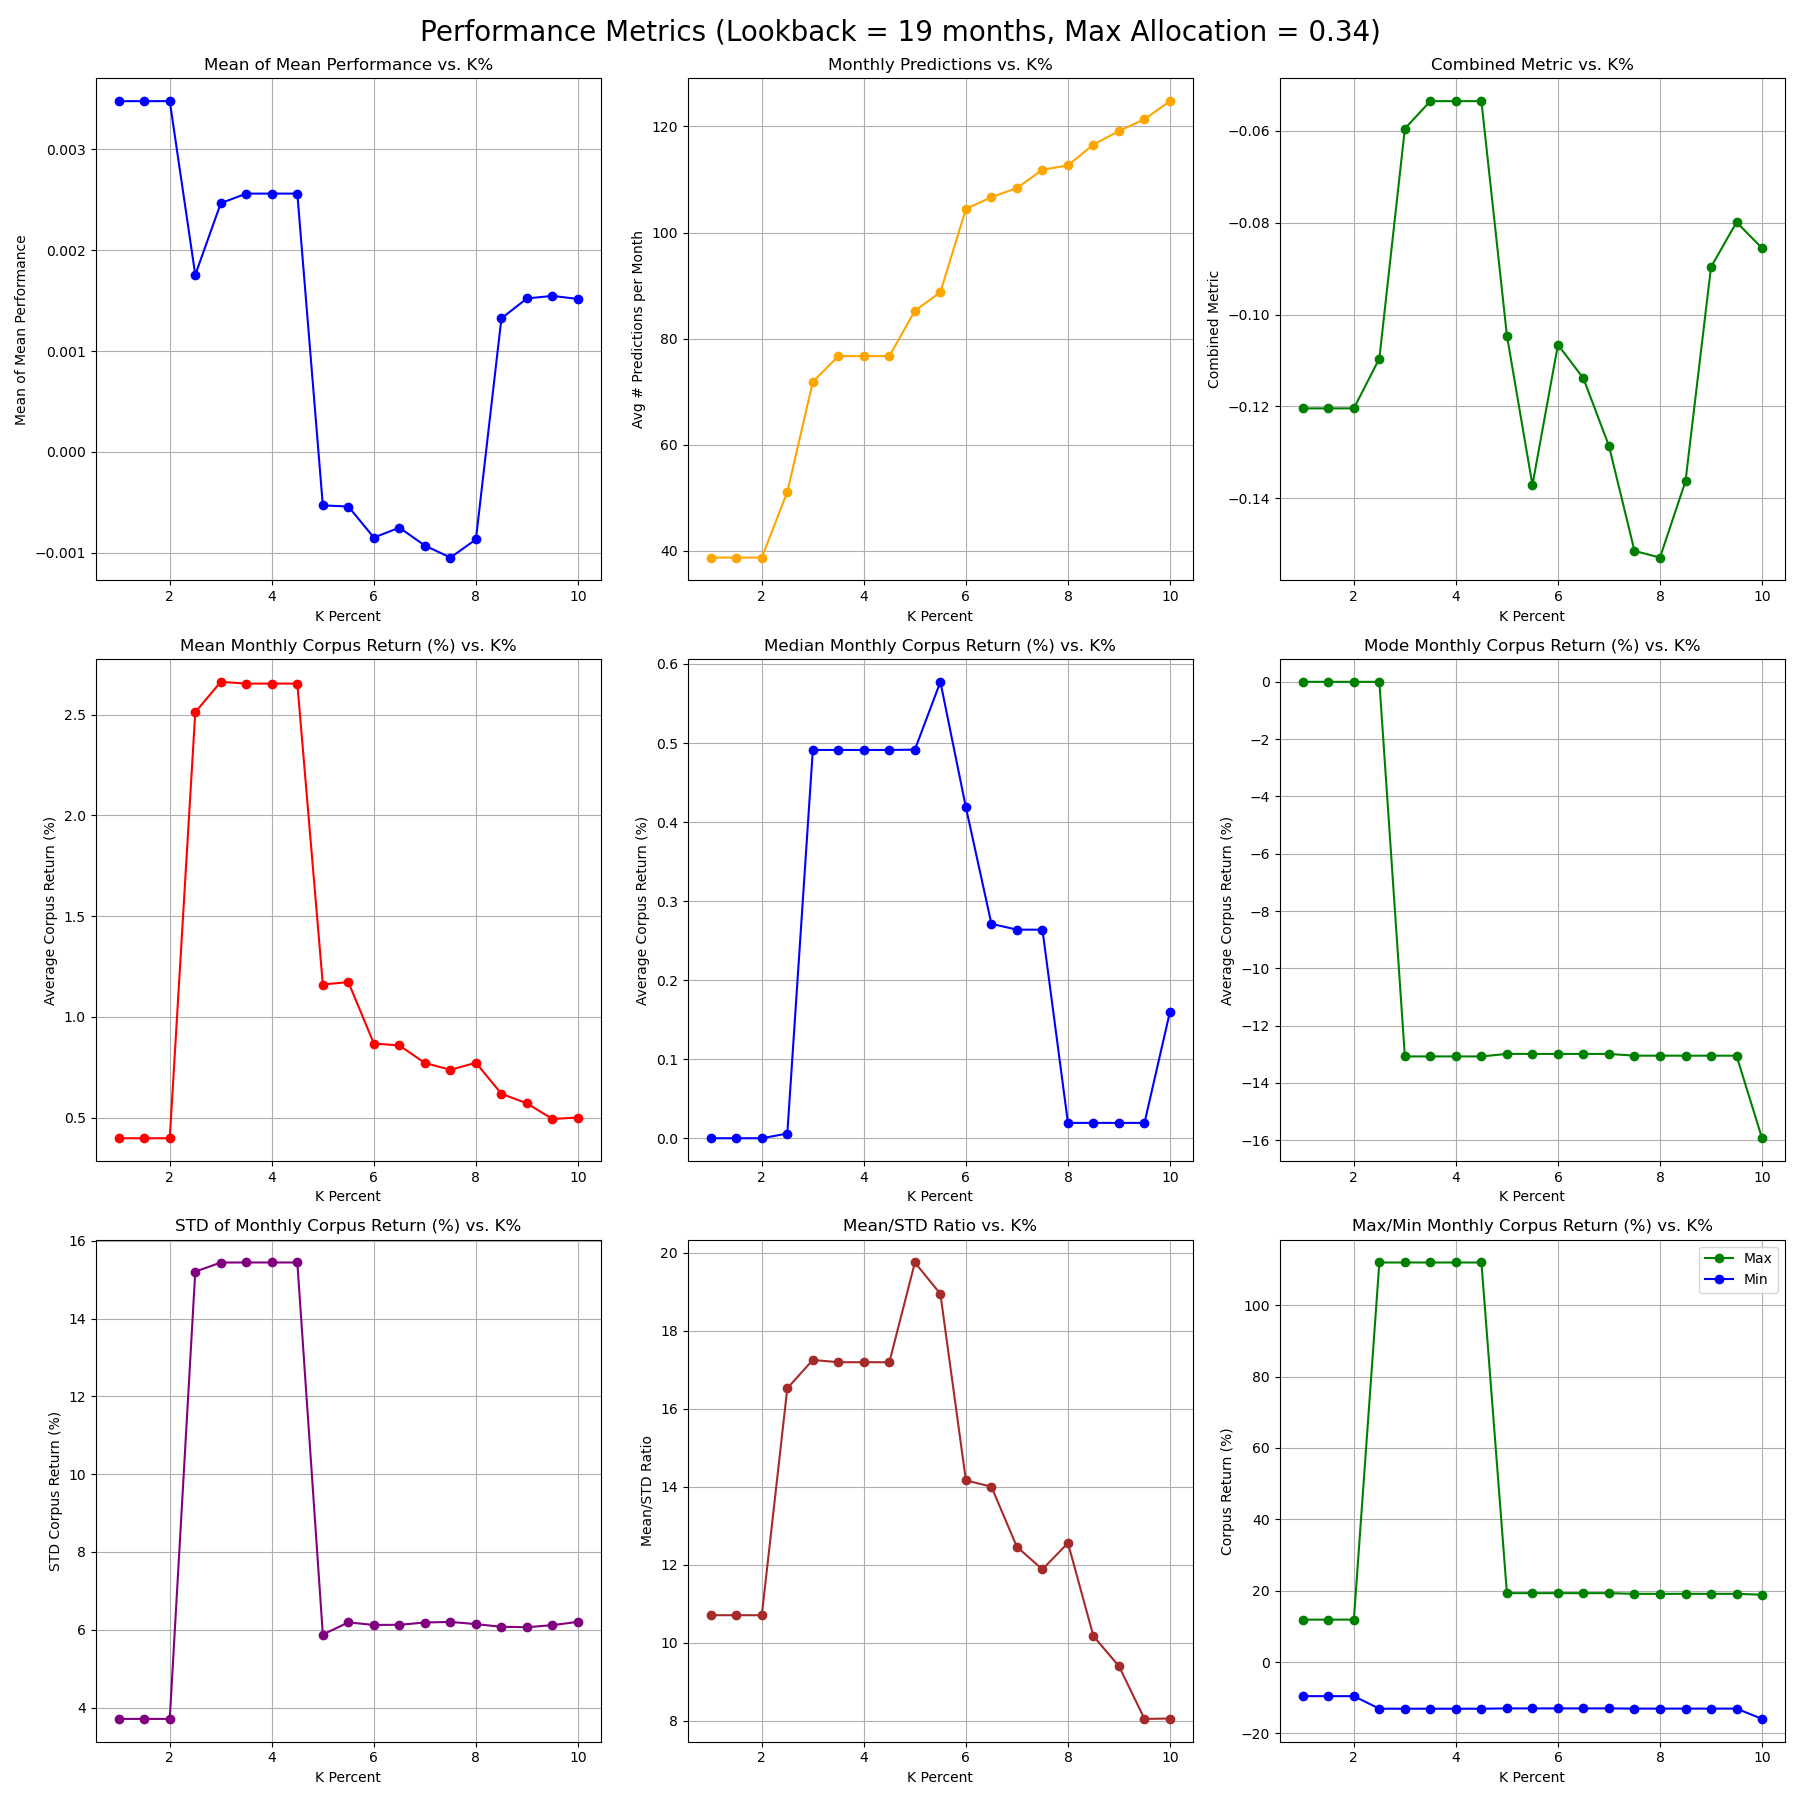 Performance Metrics (Lookback = 19 months, Max Allocation = 0.34)
Mean of Mean Performance vs. K%
Mean of Mean Performance
0.003
0.002
0.001
0.000
−0.001
2 4 6 8 10
K Percent
Monthly Predictions vs. K%
Avg # Predictions per Month
120
100
80
60
40
2 4 6 8 10
K Percent
Combined Metric vs. K%
Combined Metric
−0.06
−0.08
−0.10
−0.12
−0.14
2 4 6 8 10
K Percent
Mean Monthly Corpus Return (%) vs. K%
Average Corpus Return (%)
2.5
2.0
1.5
1.0
0.5
2 4 6 8 10
K Percent
Median Monthly Corpus Return (%) vs. K%
Average Corpus Return (%)
0.6
0.5
0.4
0.3
0.2
0.1
0.0
2 4 6 8 10
K Percent
Mode Monthly Corpus Return (%) vs. K%
Average Corpus Return (%)
0
−2
−4
−6
−8
−10
−12
−14
−16
2 4 6 8 10
K Percent
STD of Monthly Corpus Return (%) vs. K%
STD Corpus Return (%)
16
14
12
10
8
6
4
2 4 6 8 10
K Percent
Mean/STD Ratio vs. K%
Mean/STD Ratio
20
18
16
14
12
10
8
2 4 6 8 10
K Percent
Max/Min Monthly Corpus Return (%) vs. K%
Corpus Return (%)
Max
Min
100
80
60
40
20
0
−20
2 4 6 8 10
K Percent